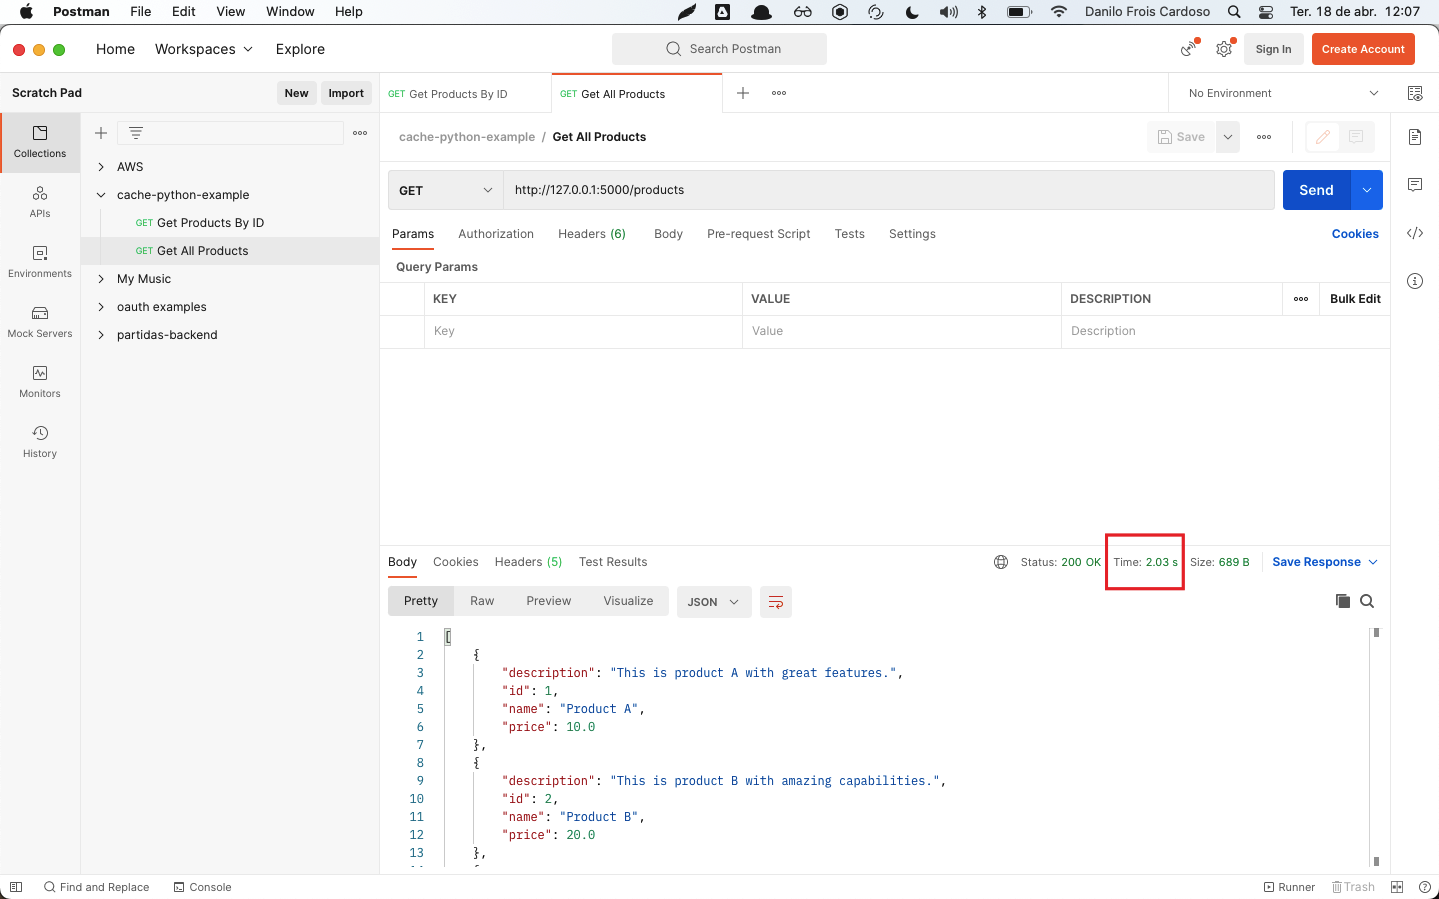 Postman File Edit View Window Help Danilo Frois Cardoso Ter. 18 de abr. 12:07
Home Workspaces Explore Search Postman Sign In Create Account
Scratch Pad New Import
GET Get Products By ID GET Get All Products No Environment
Collections
APIs
Environments
Mock Servers
Monitors
History
AWS
cache-python-example
GET Get Products By ID
GET Get All Products
My Music
oauth examples
partidas-backend
cache-python-example / Get All Products Save
GET http://127.0.0.1:5000/products Send
Params Authorization Headers (6) Body Pre-request Script Tests Settings Cookies
Query Params
KEY VALUE DESCRIPTION Bulk Edit
Key Value Description
Body Cookies Headers (5) Test Results Status: 200 OK Time: 2.03 s Size: 689 B Save Response
Pretty Raw Preview Visualize JSON
1 [
2 {
3 "description": "This is product A with great features.",
4 "id": 1,
5 "name": "Product A",
6 "price": 10.0
7 },
8 {
9 "description": "This is product B with amazing capabilities.",
10 "id": 2,
11 "name": "Product B",
12 "price": 20.0
13 },
Find and Replace Console Runner Trash